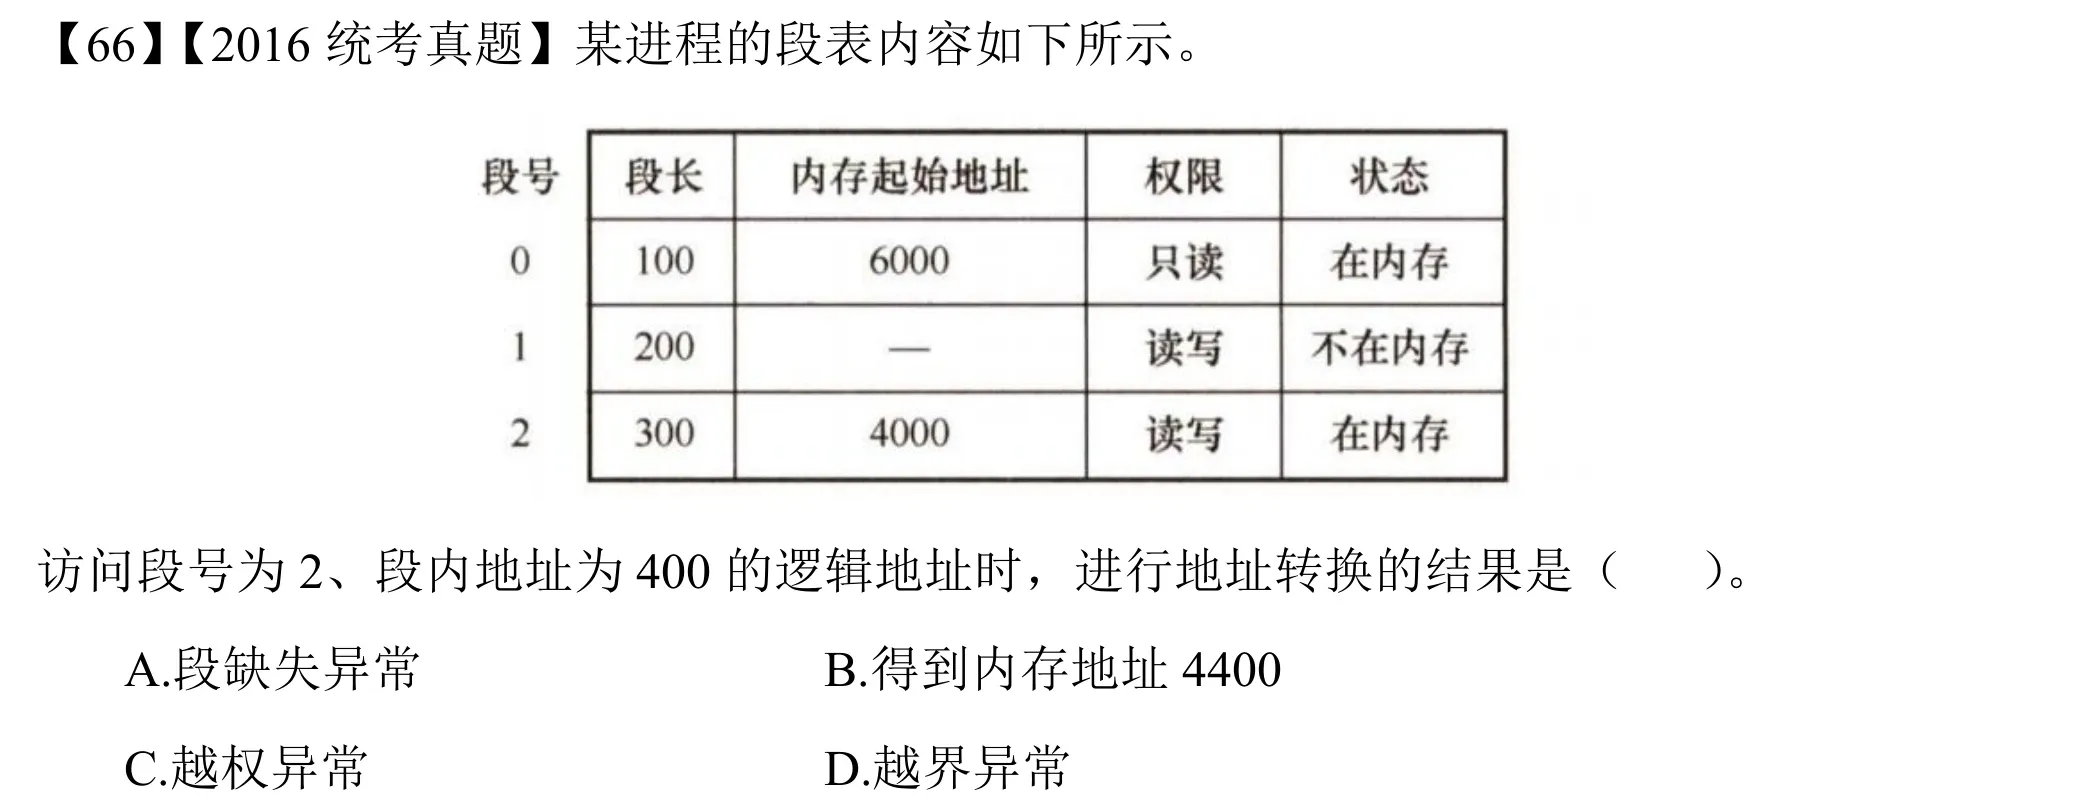 【66】【2016 统考真题】某进程的段表内容如下所示。
段号 段长 内存起始地址 权限 状态
0 100 6000 只读 在内存
1 200 — 读写 不在内存
2 300 4000 读写 在内存
访问段号为 2、段内地址为 400 的逻辑地址时，进行地址转换的结果是（ ）。
A.段缺失异常 B.得到内存地址 4400
C.越权异常 D.越界异常